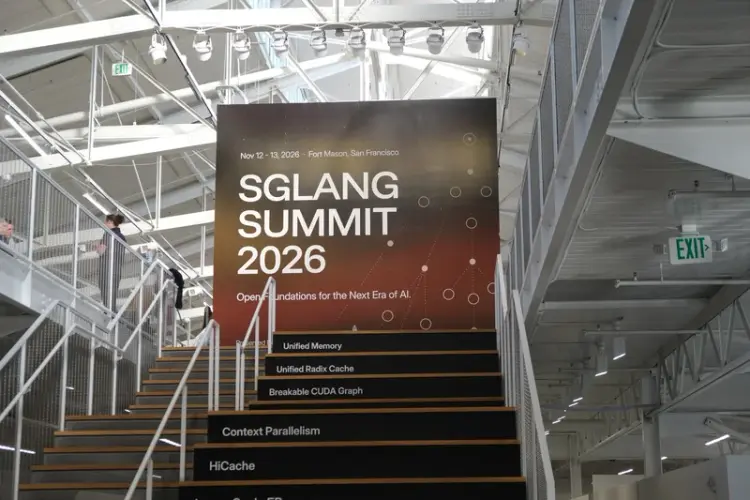 Nov 12 - 13, 2026 · Fort Mason, San Francisco
SGLANG
SUMMIT
2026
Open Foundations for the Next Era of AI.
EXIT
Unified Memory
Unified Radix Cache
Breakable CUDA Graph
Context Parallelism
HiCache